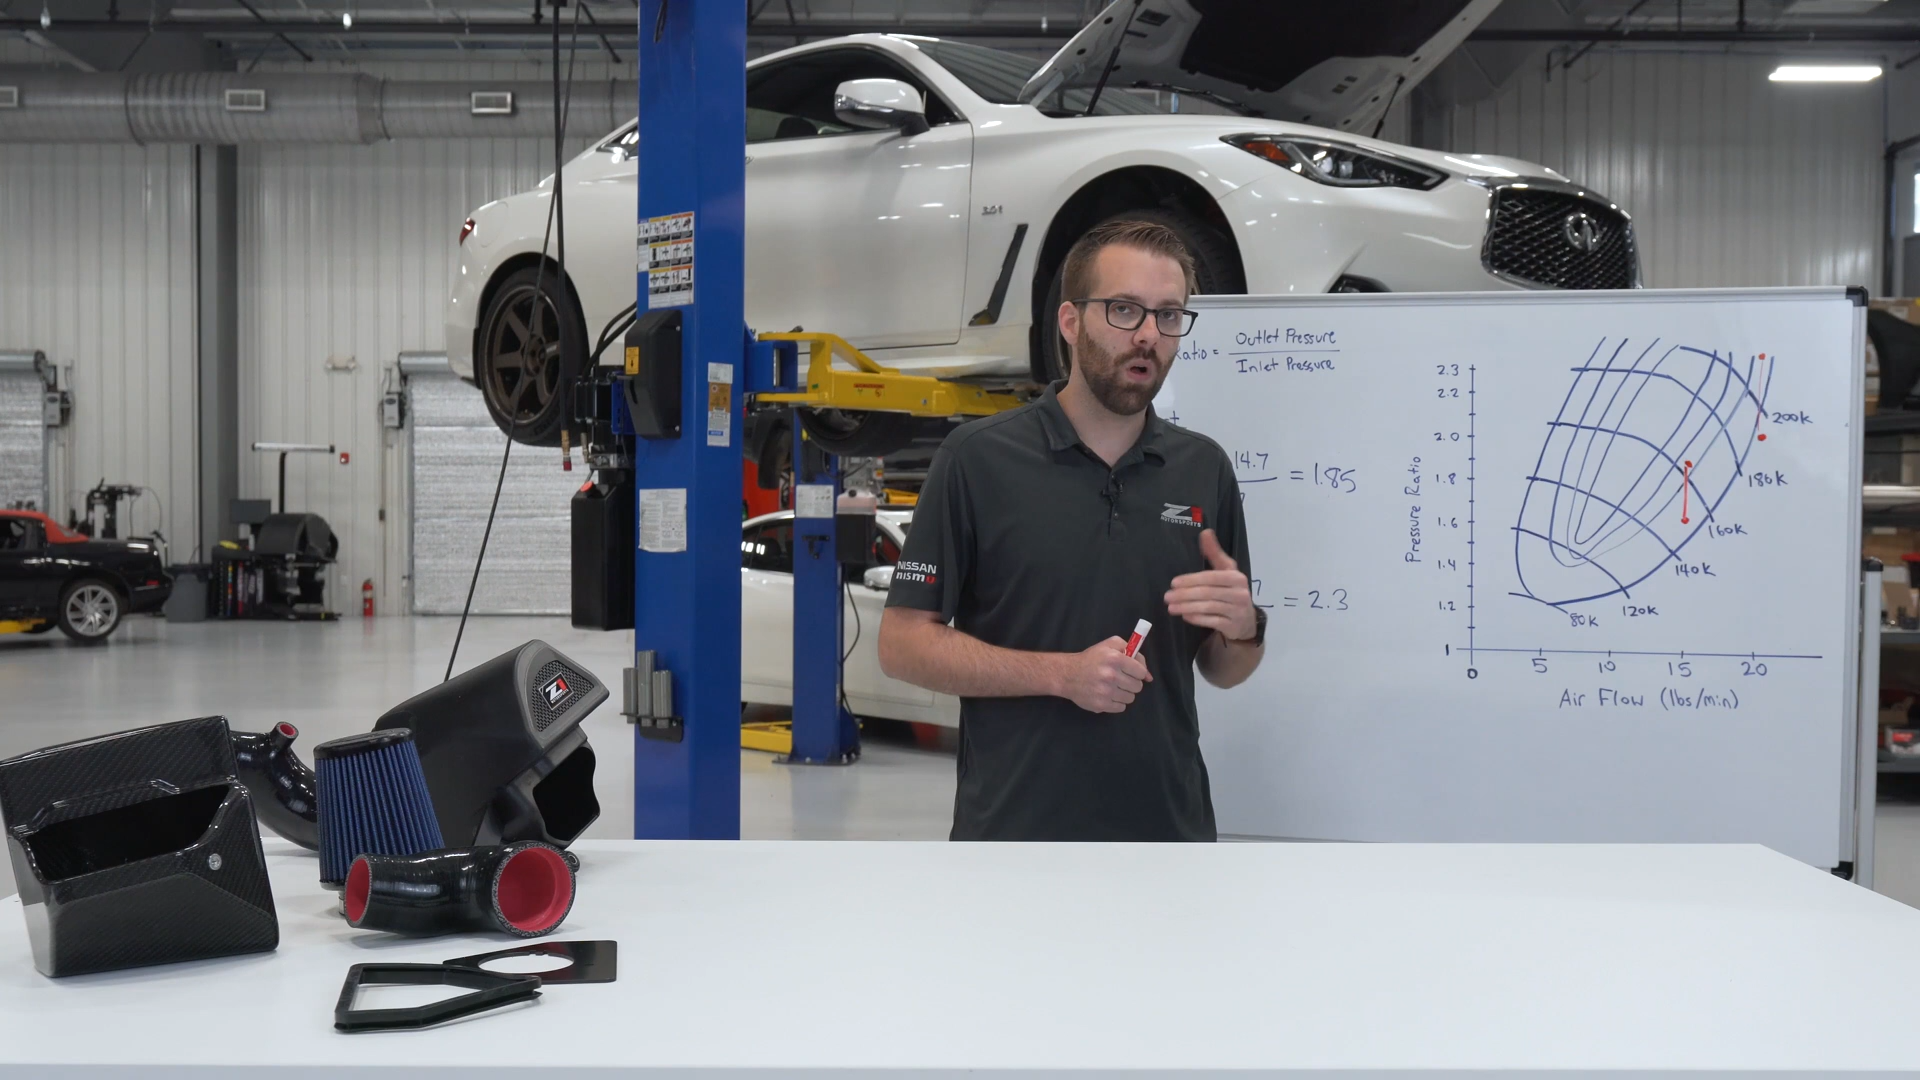 3.0t
Outlet Pressure
Ratio = 
Inlet Pressure
14.7
= 1.85
7
= 2.3
Pressure Ratio
2.3
2.2
2.0
1.8
1.6
1.4
1.2
1
0
5
10
15
20
Air Flow (lbs/min)
200k
180k
160k
140k
120k
80k
Z1
MOTORSPORTS
NISSAN
nismo
Z1